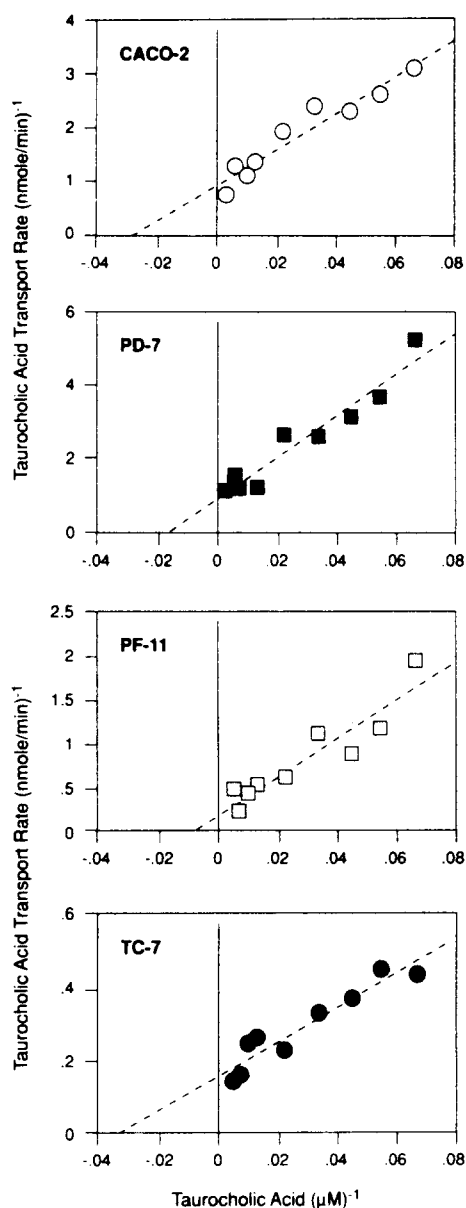 Taurocholic Acid Transport Rate (nmole/min)-1
4
3
2
1
0
CACO-2
-.04 -.02 0 .02 .04 .06 .08
6
4
2
0
PD-7
-.04 -.02 0 .02 .04 .06 .08
Taurocholic Acid Transport Rate (nmole/min)-1
2.5
2
1.5
1
.5
0
PF-11
-.04 -.02 0 .02 .04 .06 .08
.6
.4
.2
0
TC-7
-.04 -.02 0 .02 .04 .06 .08
Taurocholic Acid (µM)-1